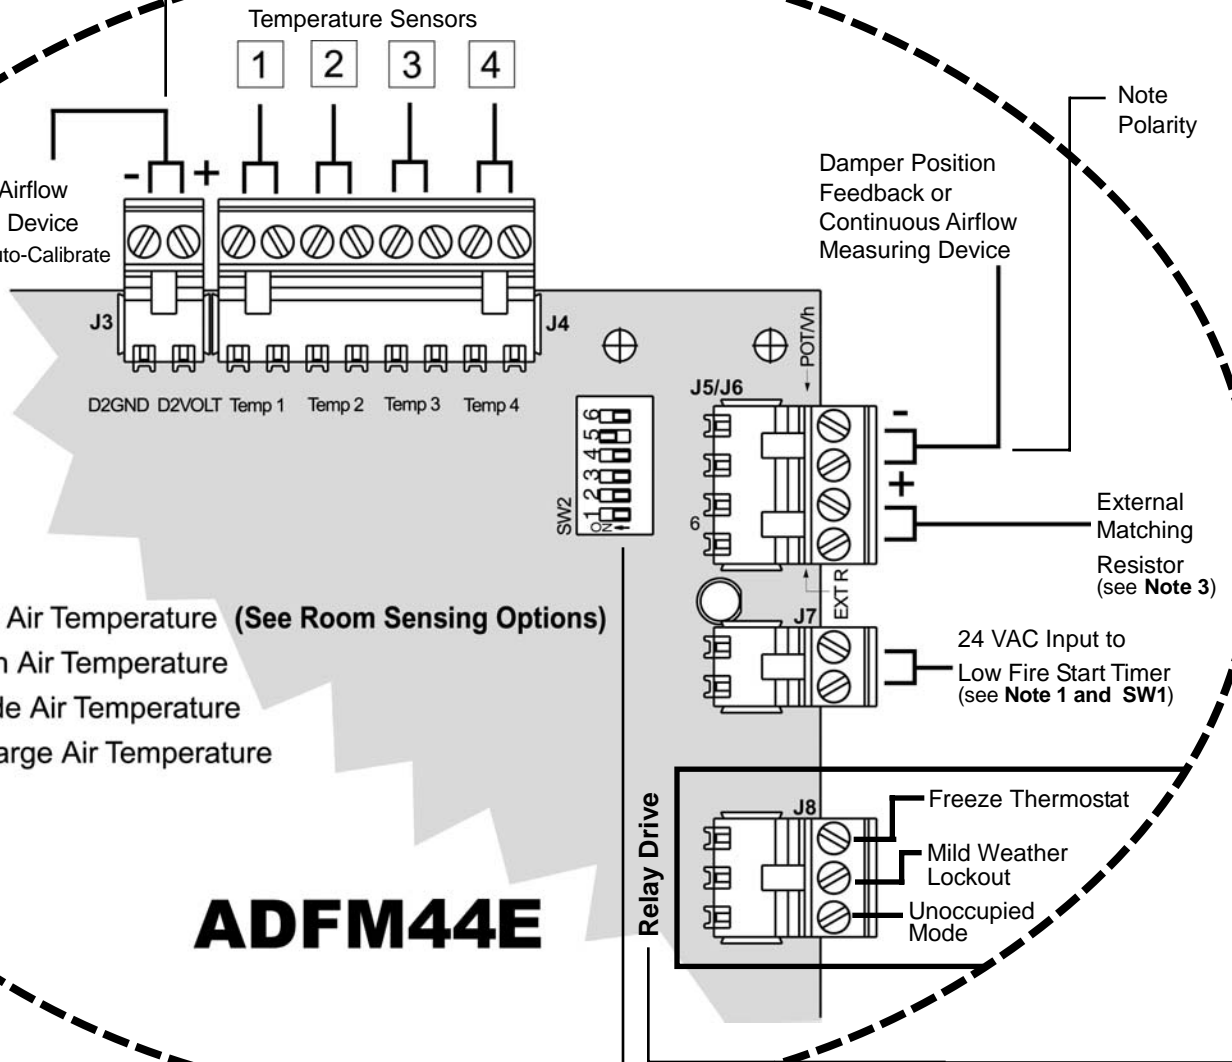 Temperature Sensors
1 2 3 4
Note
Polarity
Damper Position
Feedback or
Continuous Airflow
Measuring Device
- +
Airflow
Device
uto-Calibrate
J3
J4
D2GND D2VOLT Temp 1 Temp 2 Temp 3 Temp 4
POT/Vh
J5/J6
-
+
6
SW2
1 2 3 4 5 6
ON
External
Matching
Resistor
(see Note 3)
EXT R
J7
24 VAC Input to
Low Fire Start Timer
(see Note 1 and SW1)
Air Temperature (See Room Sensing Options)
n Air Temperature
de Air Temperature
arge Air Temperature
Relay Drive
J8
Freeze Thermostat
Mild Weather
Lockout
Unoccupied
Mode
ADFM44E